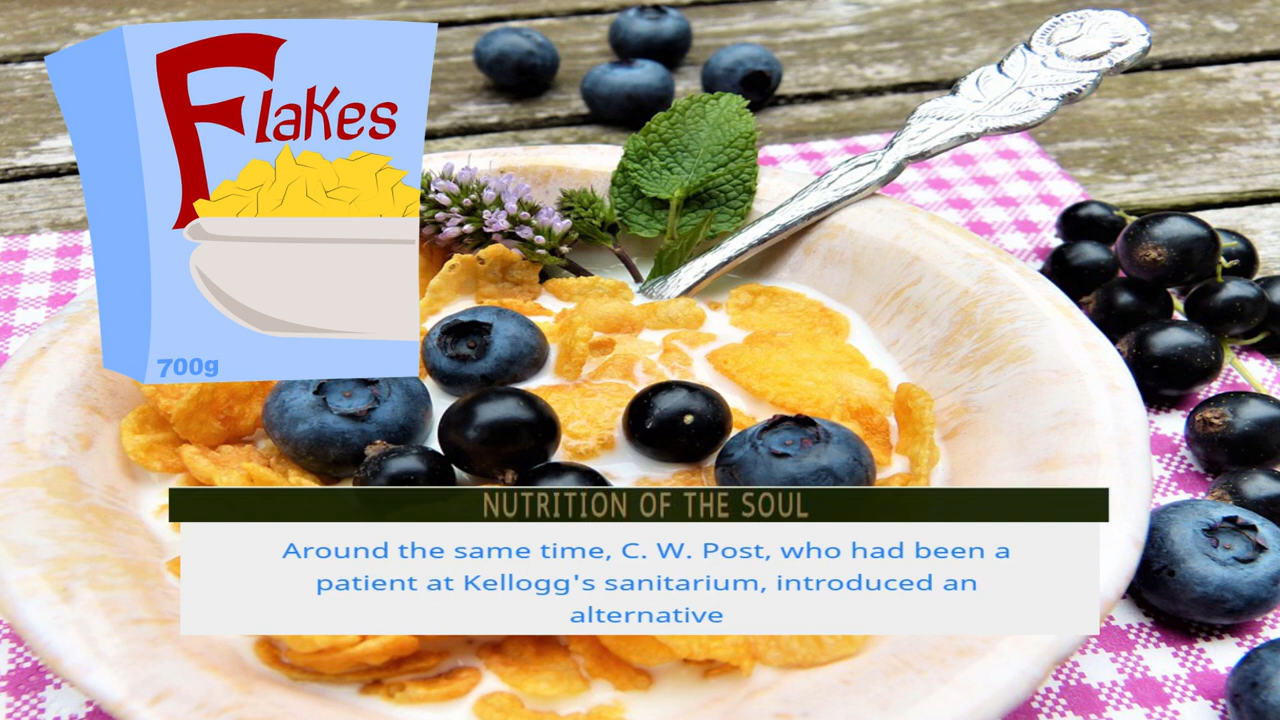 Flakes
700g
NUTRITION OF THE SOUL
Around the same time, C. W. Post, who had been a
patient at Kellogg's sanitarium, introduced an
alternative